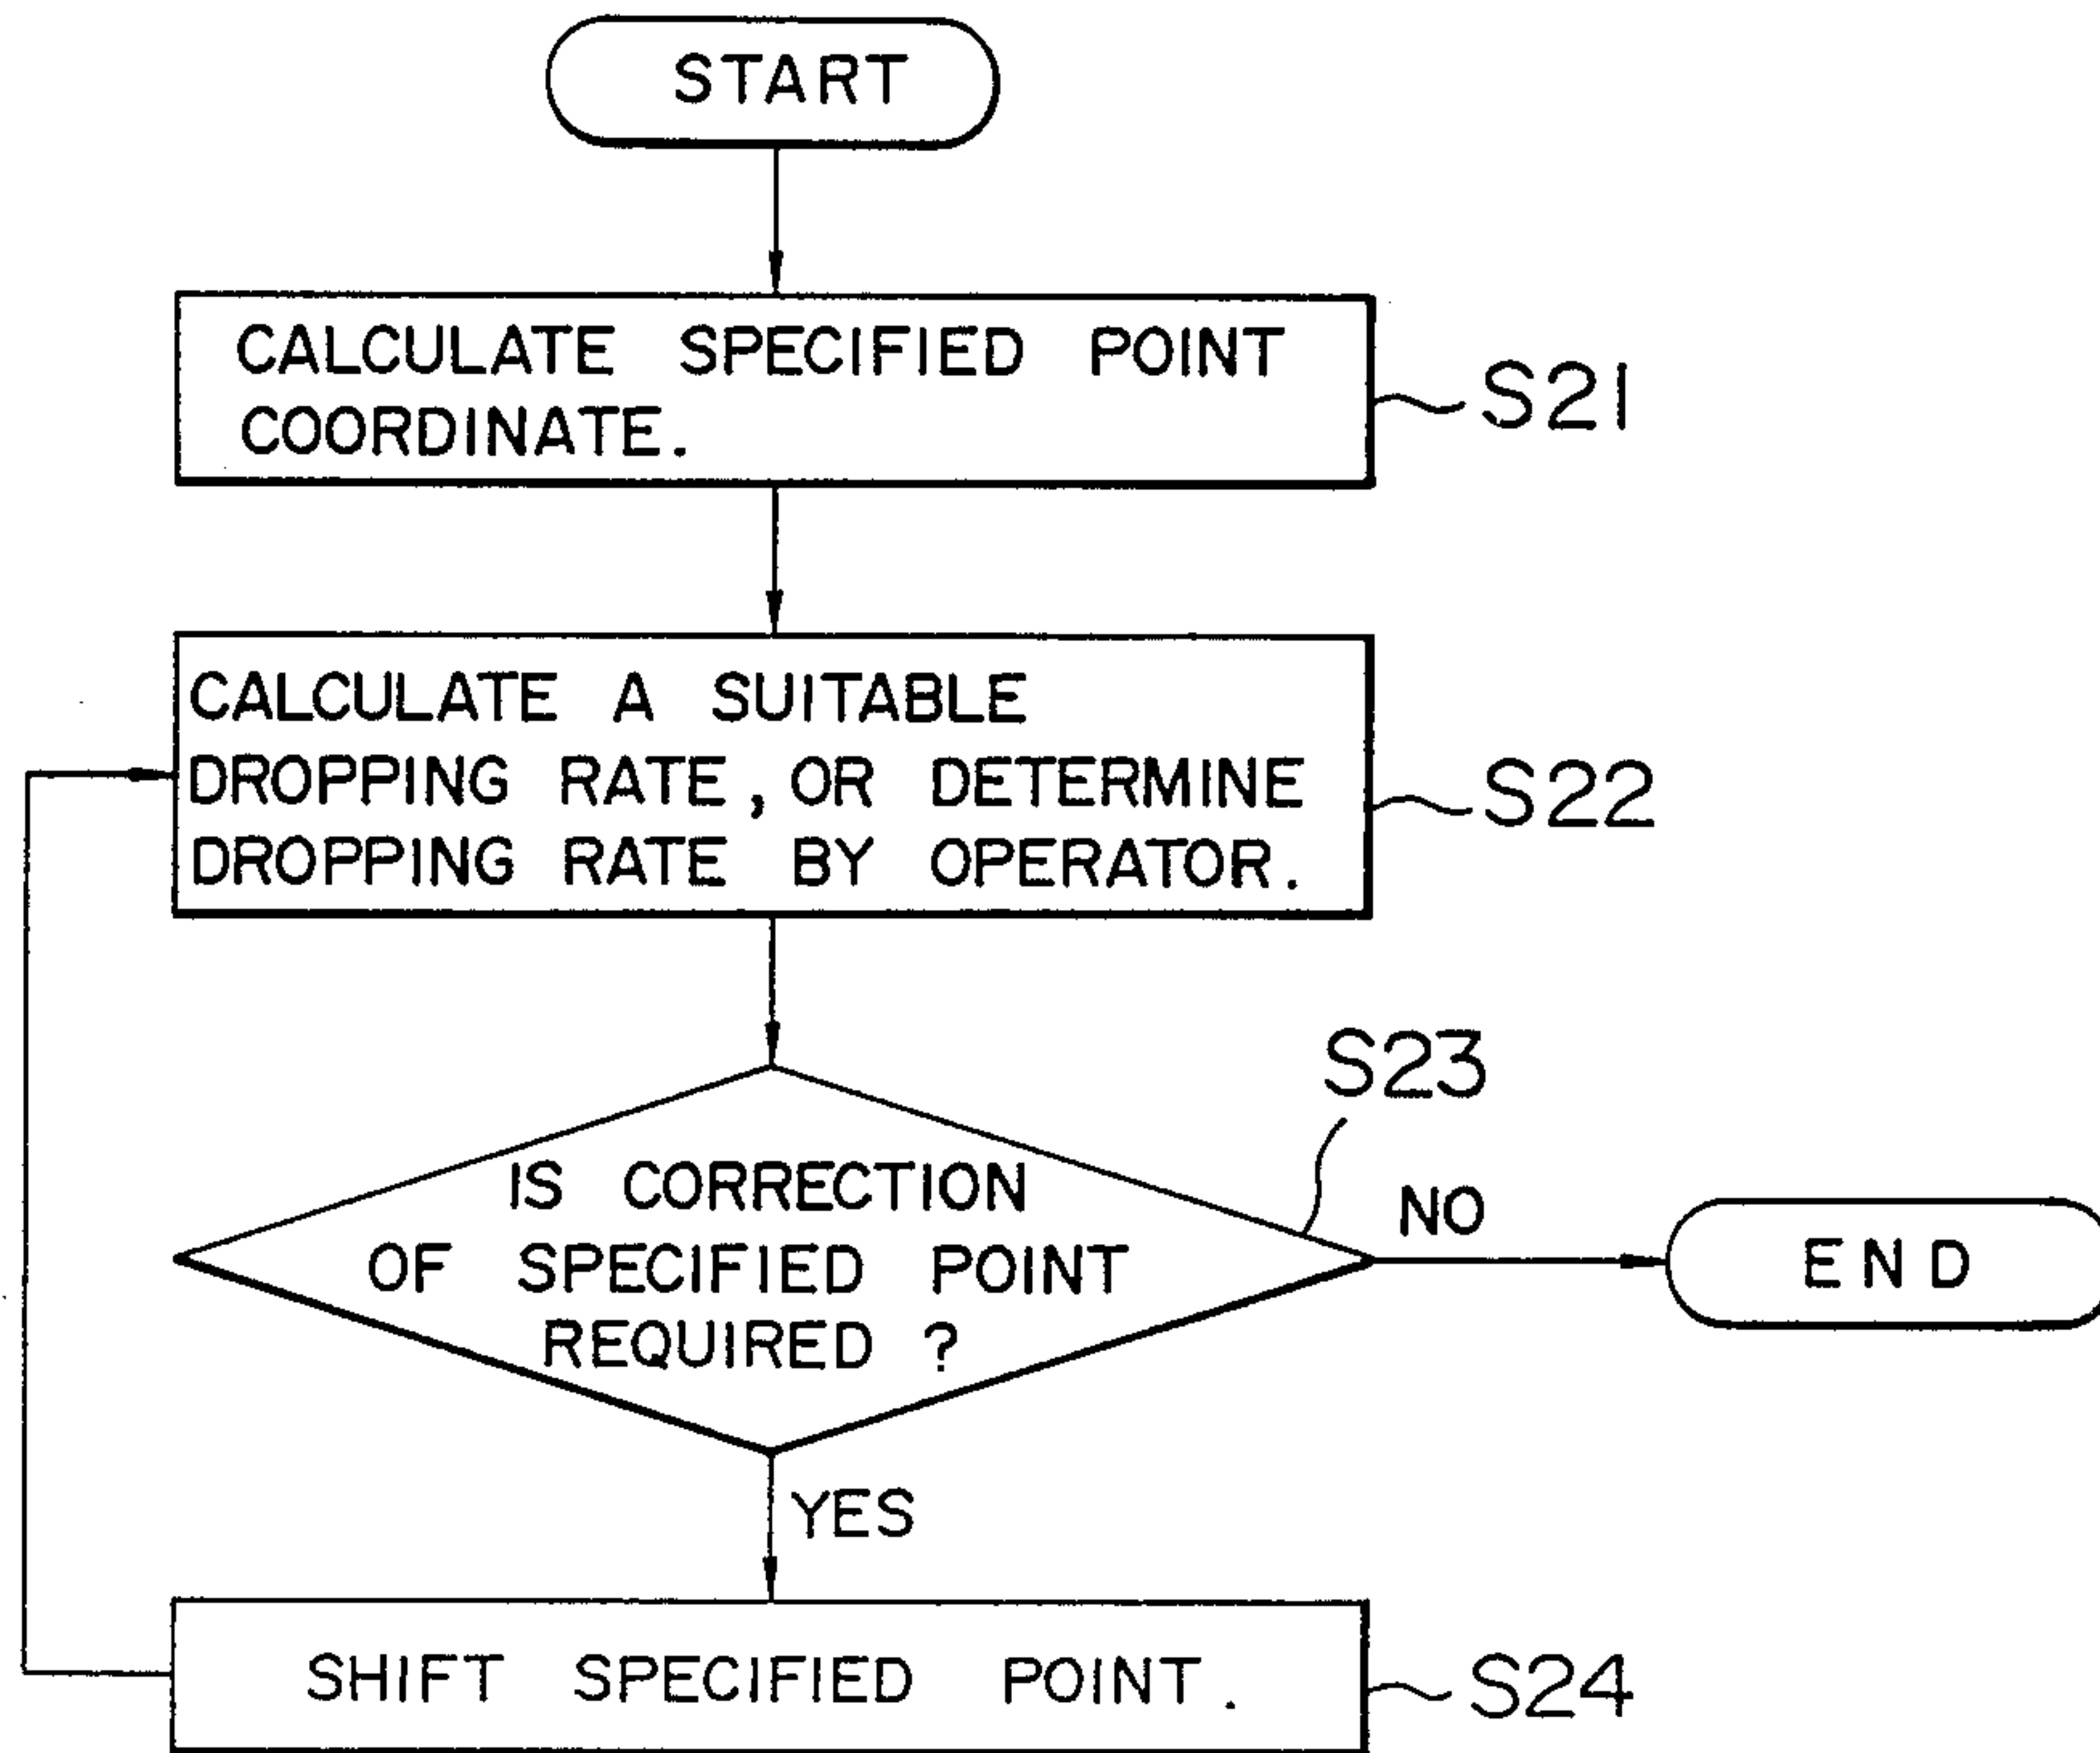 START
CALCULATE SPECIFIED POINT
COORDINATE.
S21
CALCULATE A SUITABLE
DROPPING RATE, OR DETERMINE
DROPPING RATE BY OPERATOR.
S22
S23
IS CORRECTION
OF SPECIFIED POINT
REQUIRED ?
NO
END
YES
SHIFT SPECIFIED POINT.
S24